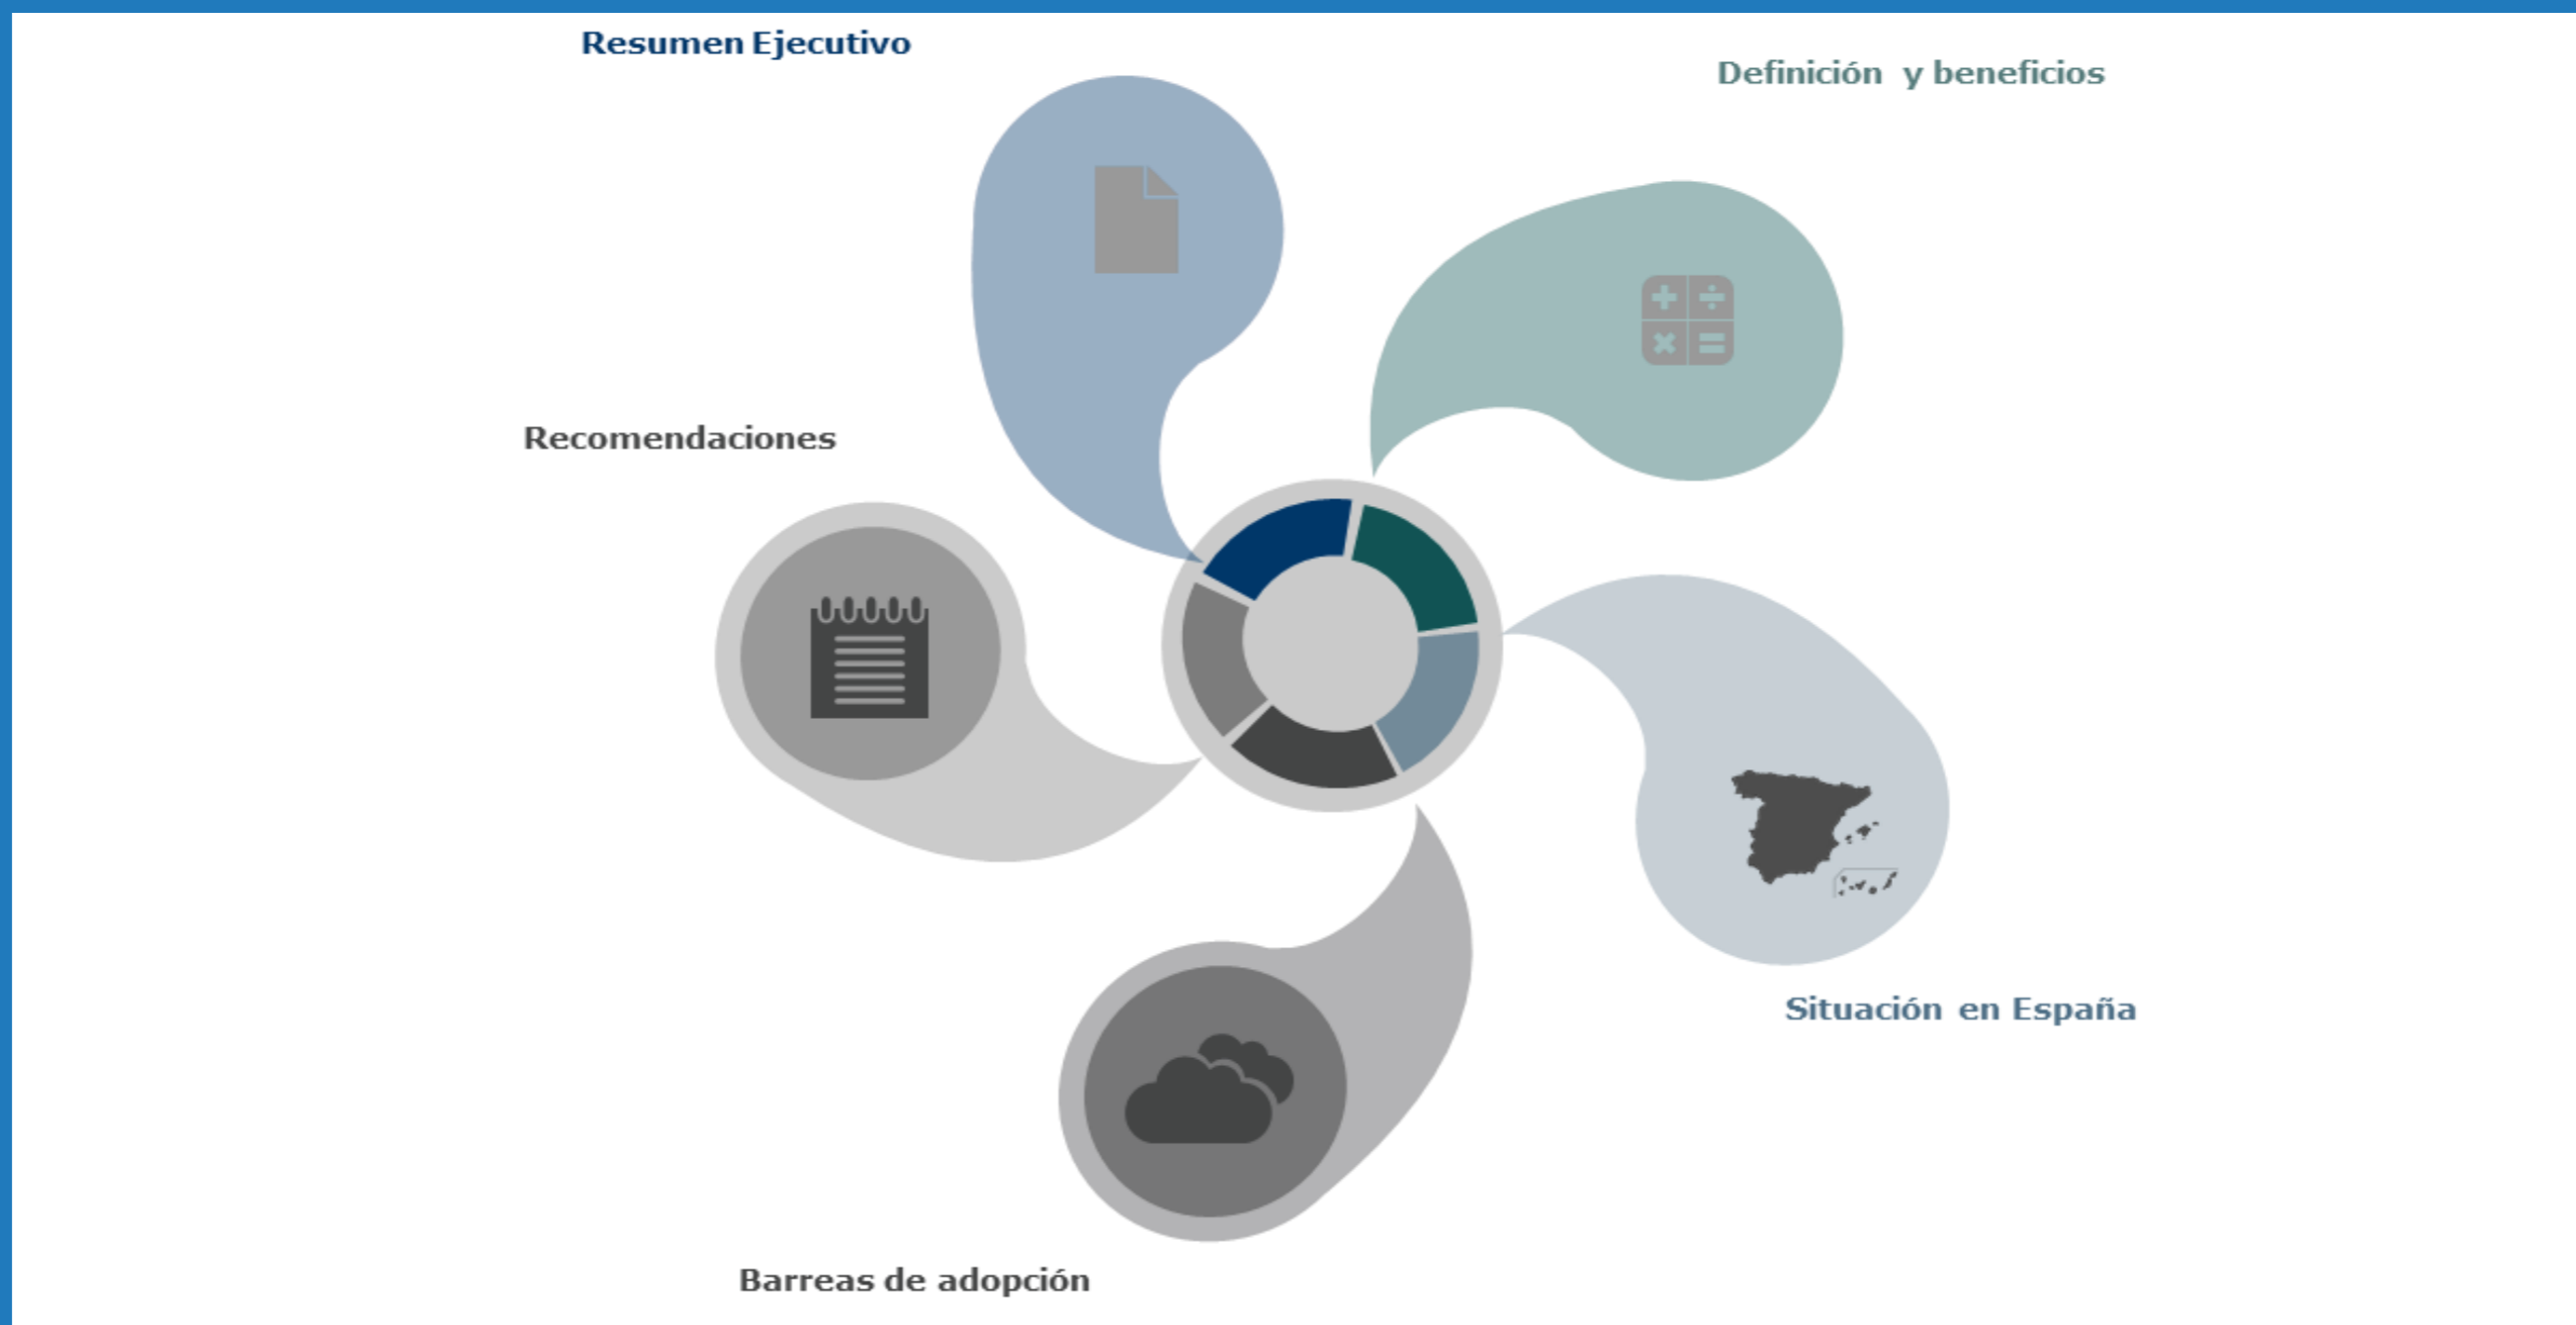 Resumen Ejecutivo
Definición y beneficios
Recomendaciones
Situación en España
Barreas de adopción